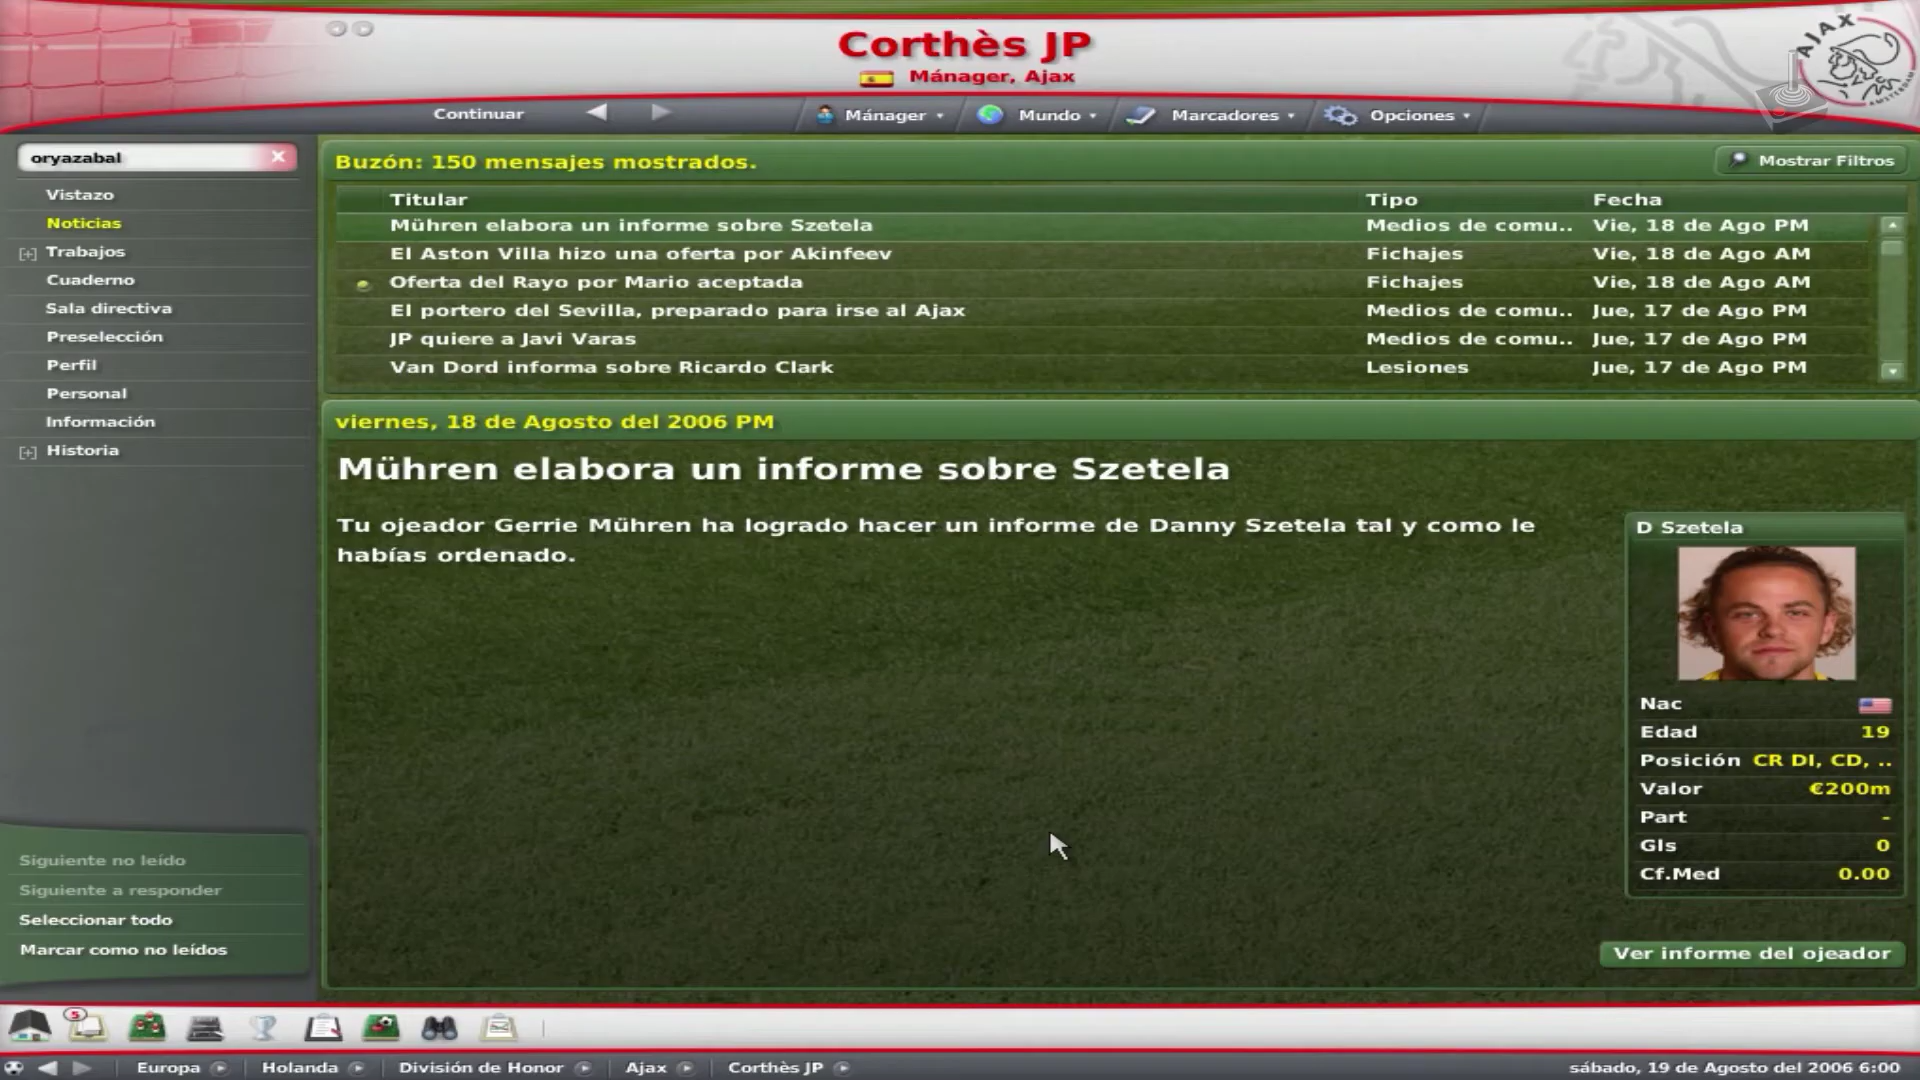 Corthès JP
Mánager, Ajax
AJAX
AMSTERDAM
Continuar
Mánager
Mundo
Marcadores
Opciones
oryazabal
Vistazo
Noticias
[+] Trabajos
Cuaderno
Sala directiva
Preselección
Perfil
Personal
Información
[+] Historia
Siguiente no leído
Siguiente a responder
Seleccionar todo
Marcar como no leídos
Buzón: 150 mensajes mostrados.
Mostrar Filtros
Titular Tipo Fecha
Mühren elabora un informe sobre Szetela Medios de comu.. Vie, 18 de Ago PM
El Aston Villa hizo una oferta por Akinfeev Fichajes Vie, 18 de Ago AM
Oferta del Rayo por Mario aceptada Fichajes Vie, 18 de Ago AM
El portero del Sevilla, preparado para irse al Ajax Medios de comu.. Jue, 17 de Ago PM
JP quiere a Javi Varas Medios de comu.. Jue, 17 de Ago PM
Van Dord informa sobre Ricardo Clark Lesiones Jue, 17 de Ago PM
viernes, 18 de Agosto del 2006 PM
Mühren elabora un informe sobre Szetela
Tu ojeador Gerrie Mühren ha logrado hacer un informe de Danny Szetela tal y como le
habías ordenado.
D Szetela
Nac
Edad 19
Posición CR DI, CD, ..
Valor €200m
Part -
Gls 0
Cf.Med 0.00
Ver informe del ojeador
5
Europa
Holanda
División de Honor
Ajax
Corthès JP
sábado, 19 de Agosto del 2006 6:00